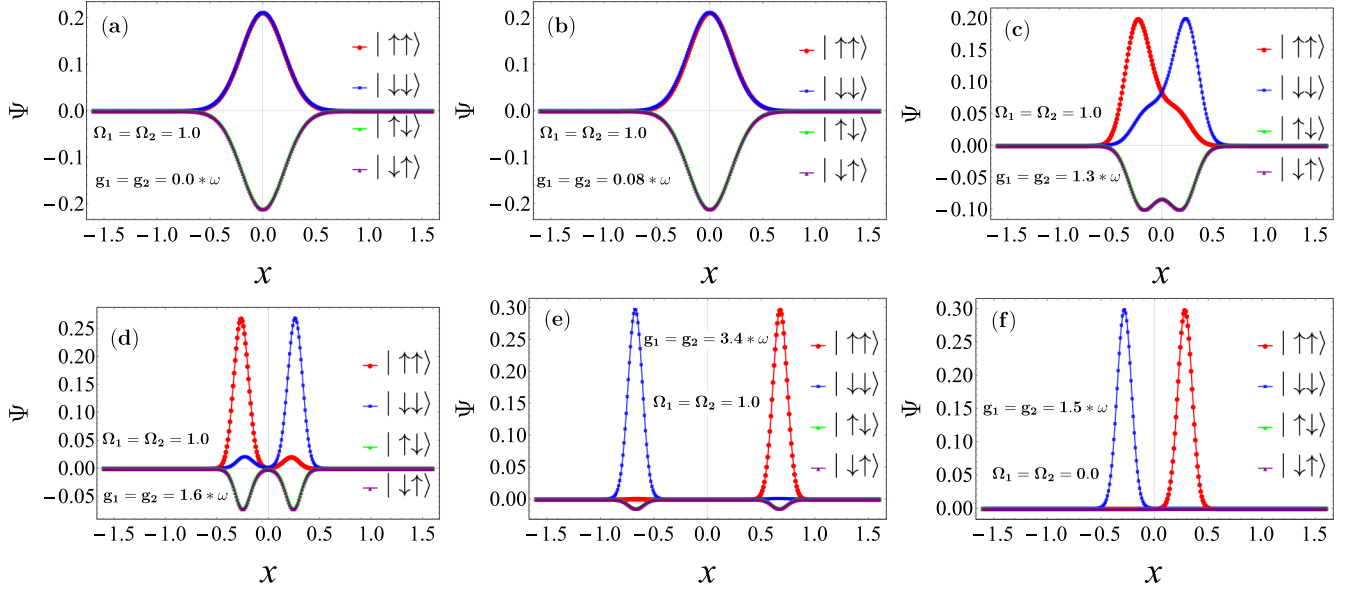 (a)
Ψ
0.2
0.1
0.0
−0.1
−0.2
| ↑↑⟩
| ↓↓⟩
| ↑↓⟩
| ↓↑⟩
Ω₁ = Ω₂ = 1.0
g₁ = g₂ = 0.0 * ω
−1.5 −1.0 −0.5 0.0 0.5 1.0 1.5
x
(b)
0.2
0.1
0.0
−0.1
−0.2
| ↑↑⟩
| ↓↓⟩
| ↑↓⟩
| ↓↑⟩
Ω₁ = Ω₂ = 1.0
g₁ = g₂ = 0.08 * ω
−1.5 −1.0 −0.5 0.0 0.5 1.0 1.5
x
(c)
Ψ
0.20
0.15
0.10
0.05
0.00
−0.05
−0.10
| ↑↑⟩
| ↓↓⟩
| ↑↓⟩
| ↓↑⟩
Ω₁ = Ω₂ = 1.0
g₁ = g₂ = 1.3 * ω
−1.5 −1.0 −0.5 0.0 0.5 1.0 1.5
x
(d)
Ψ
0.25
0.20
0.15
0.10
0.05
0.00
−0.05
| ↑↑⟩
| ↓↓⟩
| ↑↓⟩
| ↓↑⟩
Ω₁ = Ω₂ = 1.0
g₁ = g₂ = 1.6 * ω
−1.5 −1.0 −0.5 0.0 0.5 1.0 1.5
x
(e)
Ψ
0.30
0.25
0.20
0.15
0.10
0.05
0.00
g₁ = g₂ = 3.4 * ω
Ω₁ = Ω₂ = 1.0
| ↑↑⟩
| ↓↓⟩
| ↑↓⟩
| ↓↑⟩
−1.5 −1.0 −0.5 0.0 0.5 1.0 1.5
x
(f)
Ψ
0.30
0.25
0.20
0.15
0.10
0.05
0.00
g₁ = g₂ = 1.5 * ω
Ω₁ = Ω₂ = 0.0
| ↑↑⟩
| ↓↓⟩
| ↑↓⟩
| ↓↑⟩
−1.5 −1.0 −0.5 0.0 0.5 1.0 1.5
x